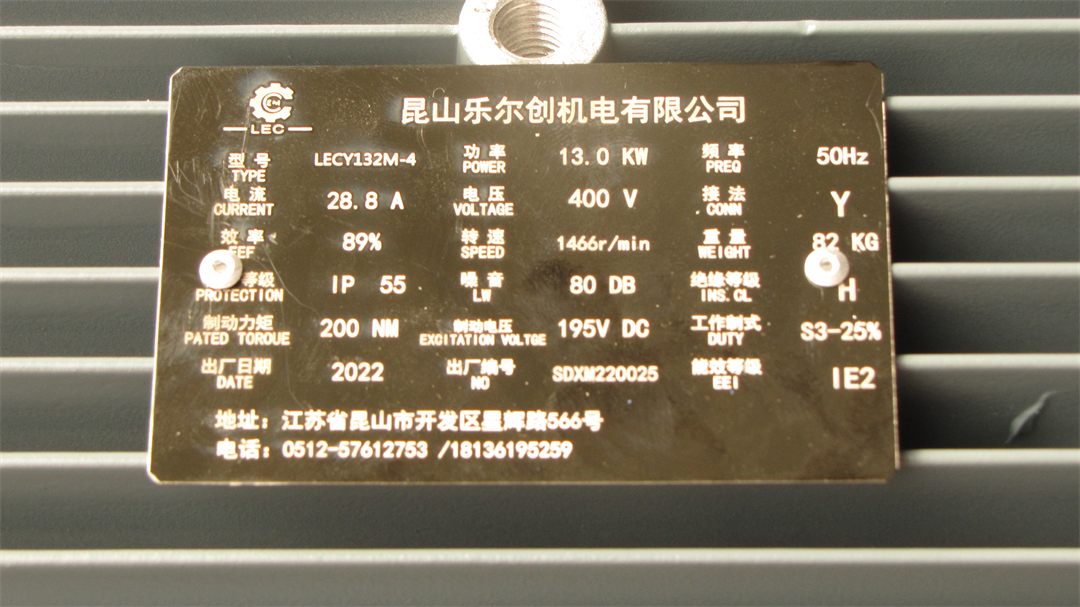 LEC
昆山乐尔创机电有限公司
型号 LECY132M-4 功率 13.0 KW 频率 50Hz
TYPE POWER PREQ
电流 28.8 A 电压 400 V 接法 Y
CURRENT VOLTAGE CONN
效率 89% 转速 1466r/min 重量 82 KG
EEF SPEED WEIGHT
等级 IP 55 噪音 80 DB 绝缘等级 H
PROTECTION LW INS.CL
制动力矩 200 NM 制动电压 195V DC 工作制式 S3-25%
PATED TOROUE EXCITATION VOLTGE DUTY
出厂日期 2022 出厂编号 SDXM220025 能效等级 IE2
DATE NO EEI
地址：江苏省昆山市开发区星辉路566号
电话：0512-57612753 /18136195259